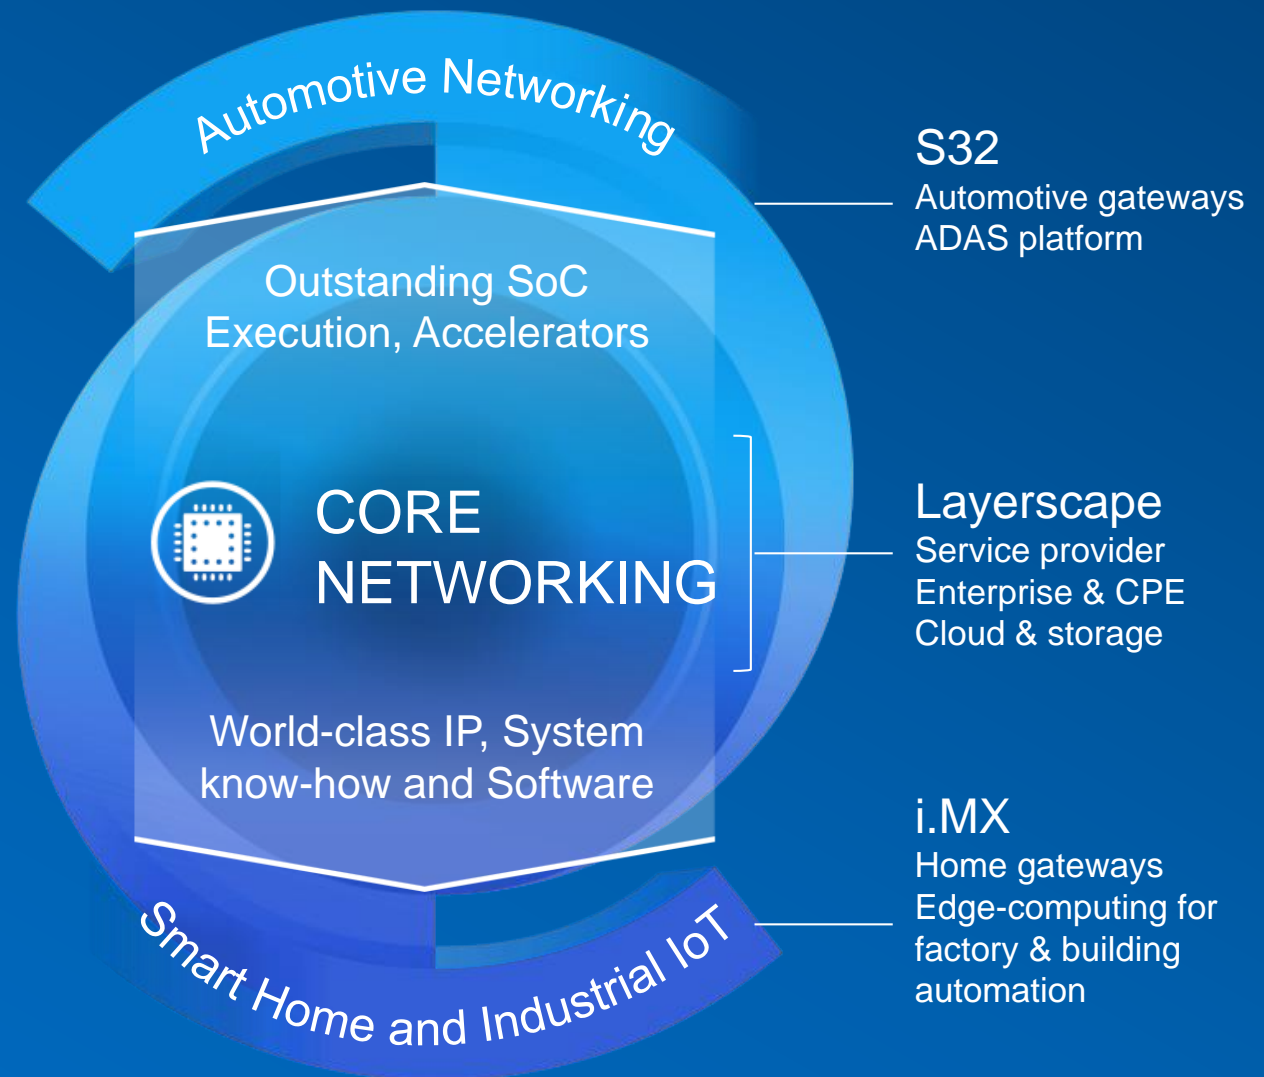 Automotive Networking
S32
Automotive gateways
ADAS platform
Outstanding SoC
Execution, Accelerators
CORE
NETWORKING
Layerscape
Service provider
Enterprise & CPE
Cloud & storage
World-class IP, System
know-how and Software
i.MX
Home gateways
Edge-computing for
factory & building
automation
Smart Home and Industrial IoT